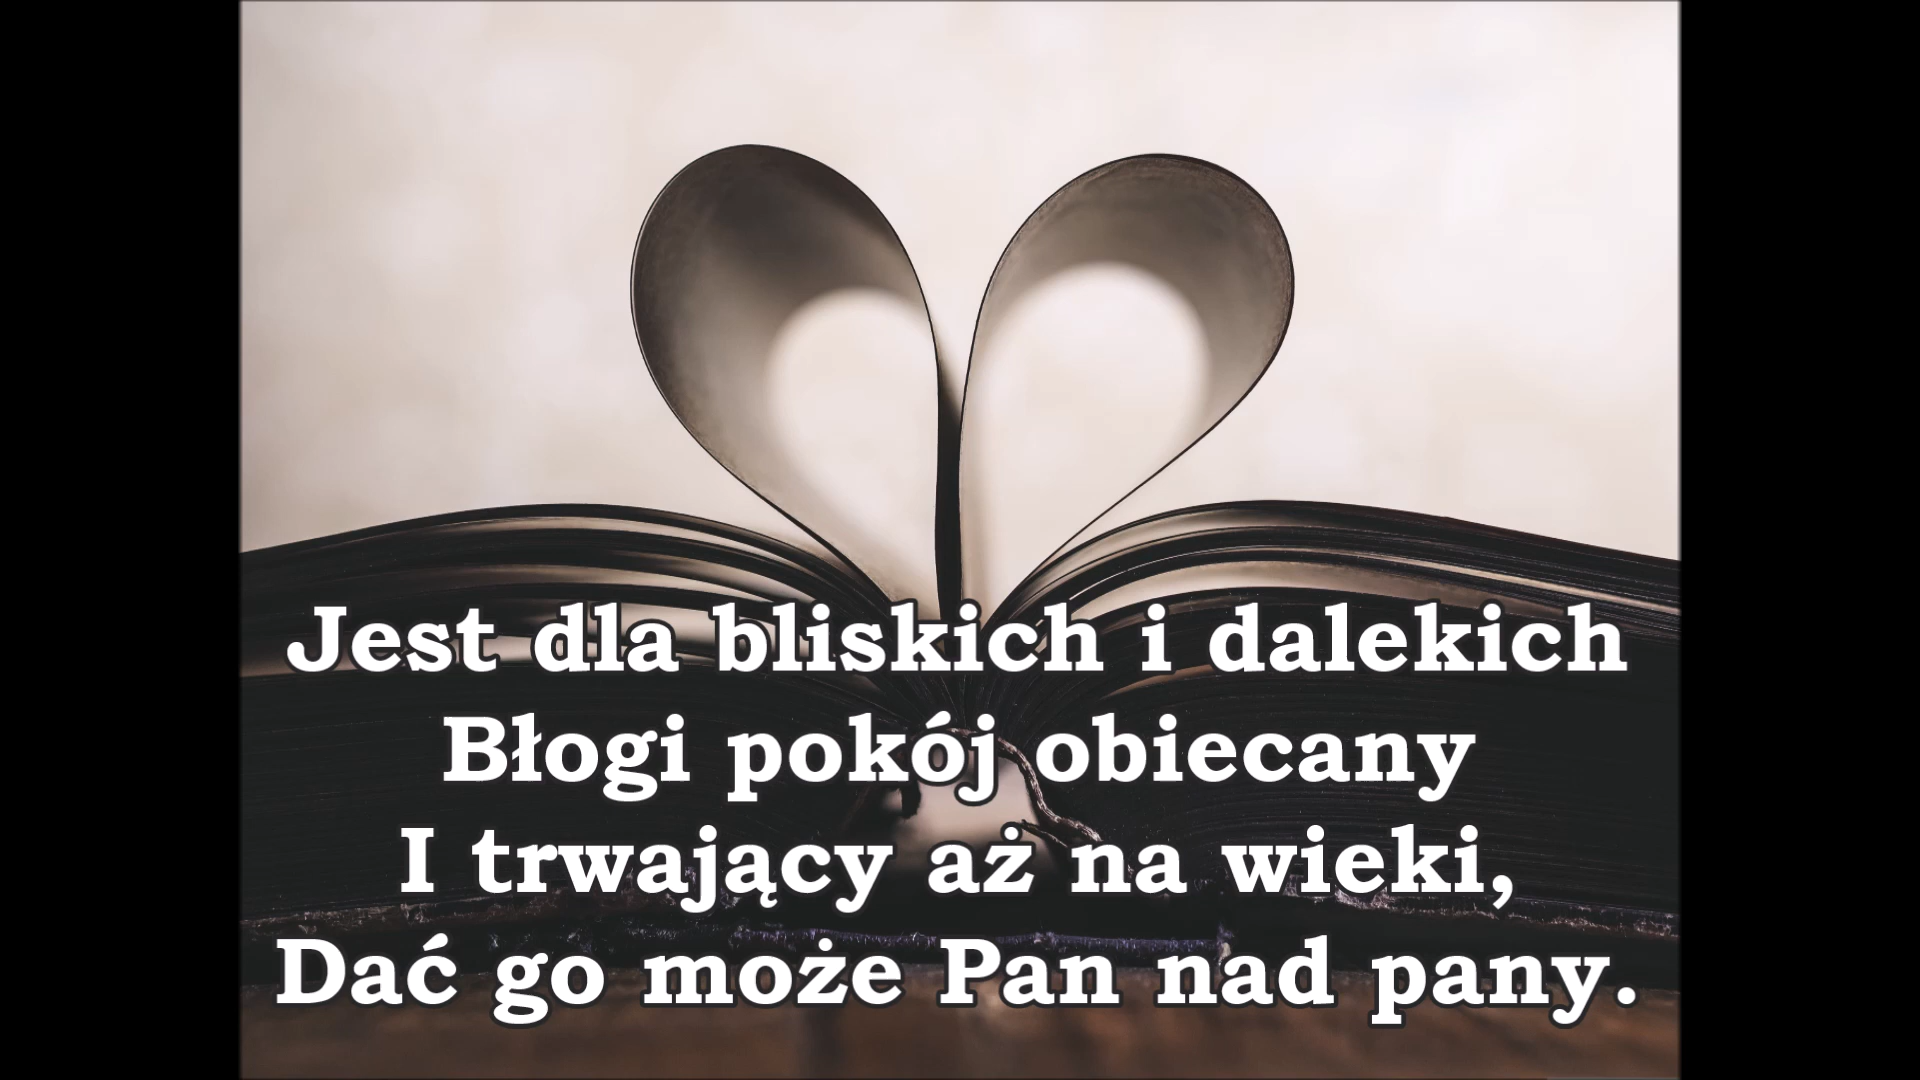 Jest dla bliskich i dalekich
Błogi pokój obiecany
I trwający aż na wieki,
Dać go może Pan nad pany.